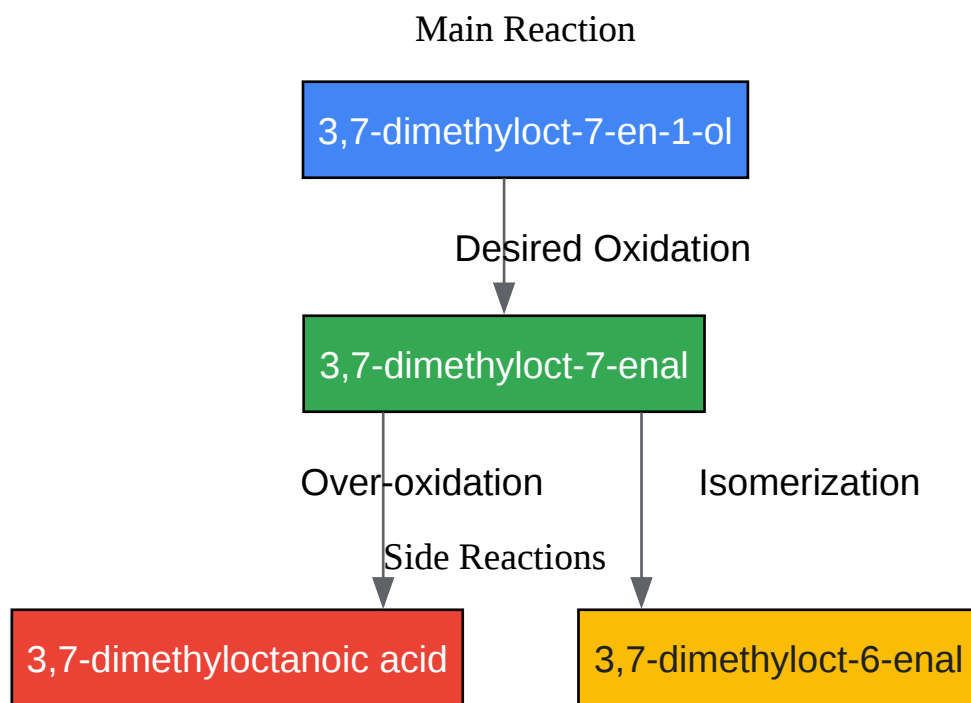 Main Reaction
3,7-dimethyloct-7-en-1-ol
Desired Oxidation
3,7-dimethyloct-7-enal
Over-oxidation
Isomerization
Side Reactions
3,7-dimethyloctanoic acid
3,7-dimethyloct-6-enal